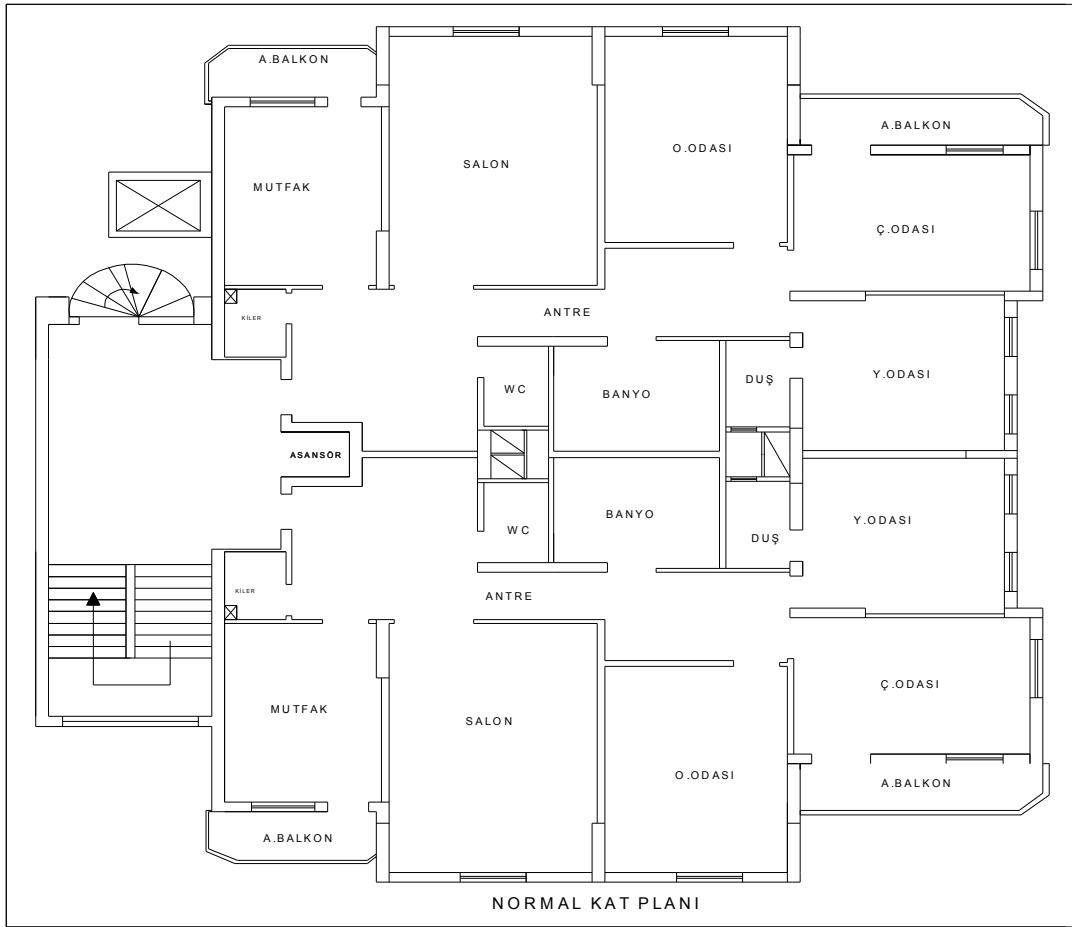 A.BALKON
A.BALKON
SALON
O.ODASI
MUTFAK
Ç.ODASI
ANTRE
KİLER
WC
BANYO
DUŞ
Y.ODASI
ASANSÖR
WC
BANYO
DUŞ
Y.ODASI
KİLER
ANTRE
MUTFAK
SALON
O.ODASI
Ç.ODASI
A.BALKON
A.BALKON
NORMAL KAT PLANI